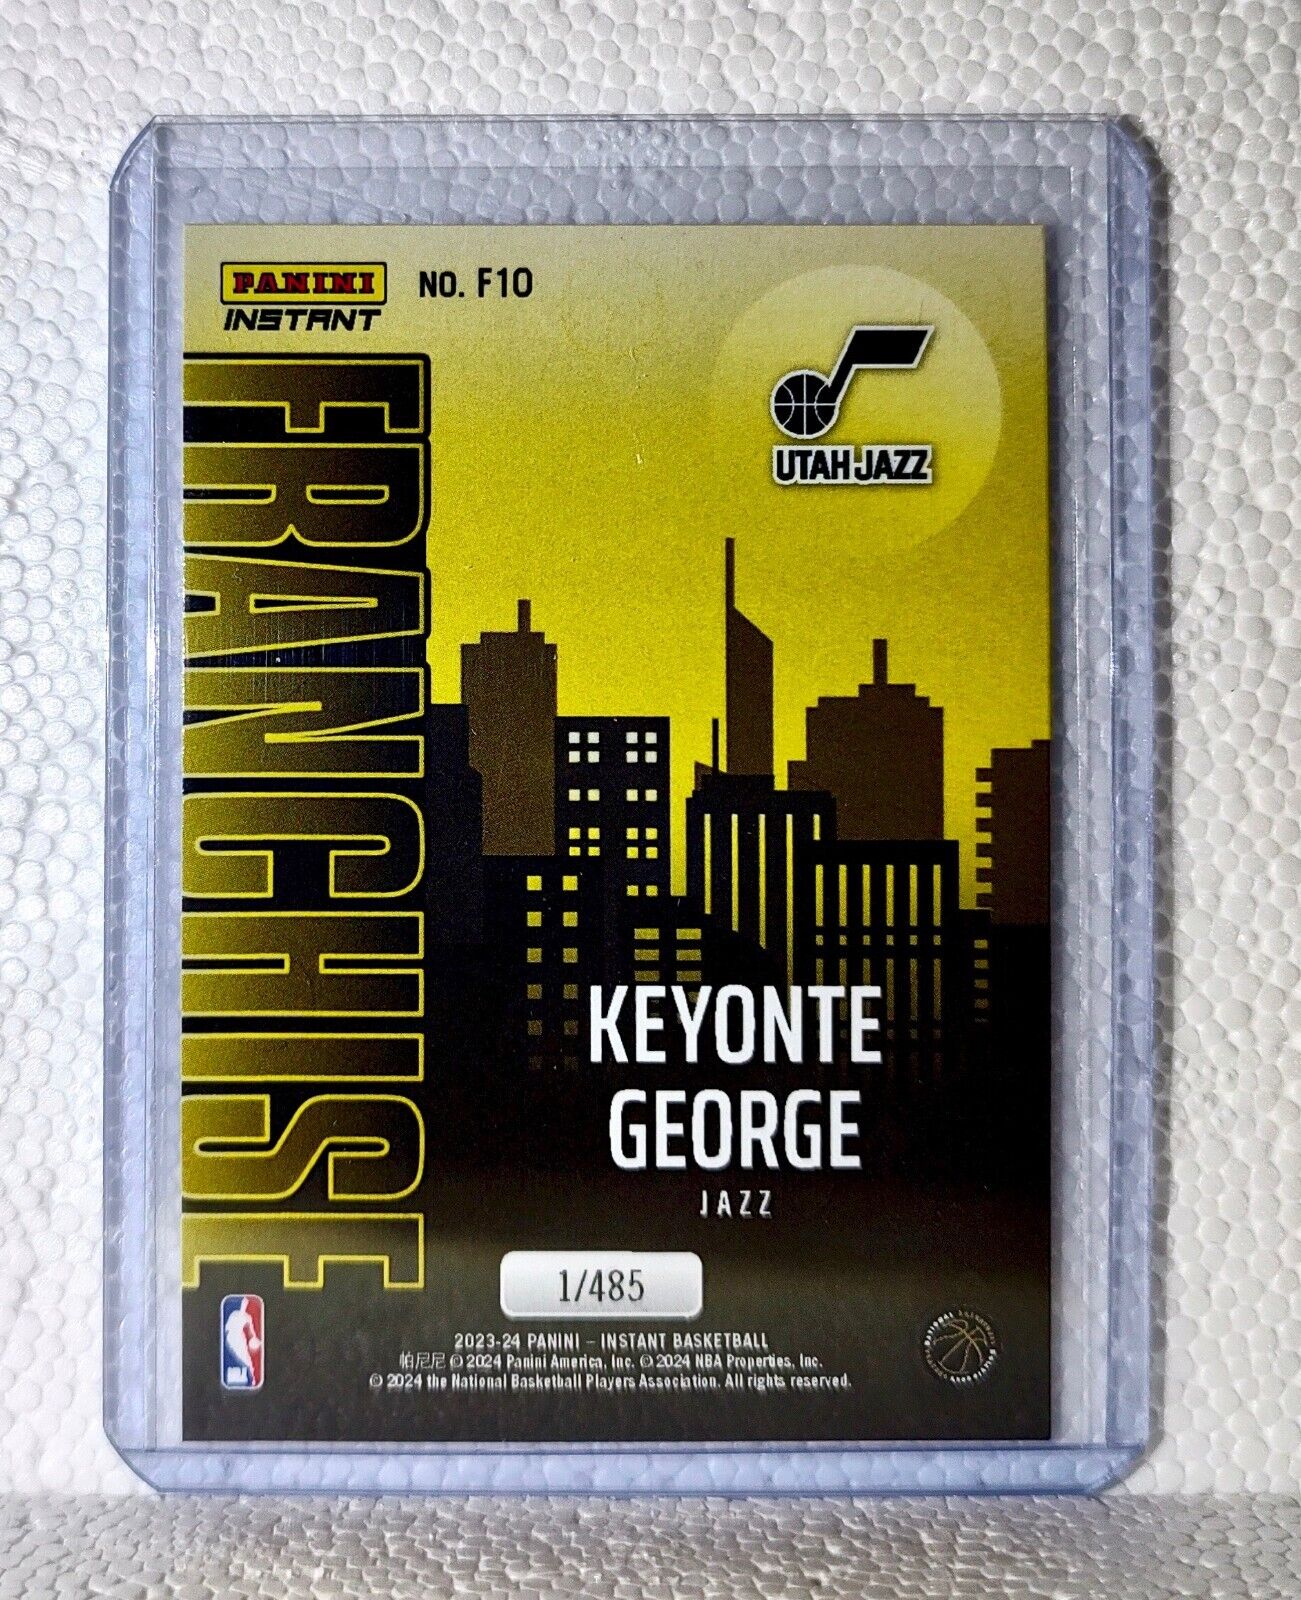 PANINI
INSTANT
NO. F10
UTAH JAZZ
FRANCHISE
KEYONTE
GEORGE
JAZZ
1/485
2023-24 PANINI – INSTANT BASKETBALL
帕尼尼 © 2024 Panini America, Inc. © 2024 NBA Properties, Inc.
© 2024 the National Basketball Players Association. All rights reserved.